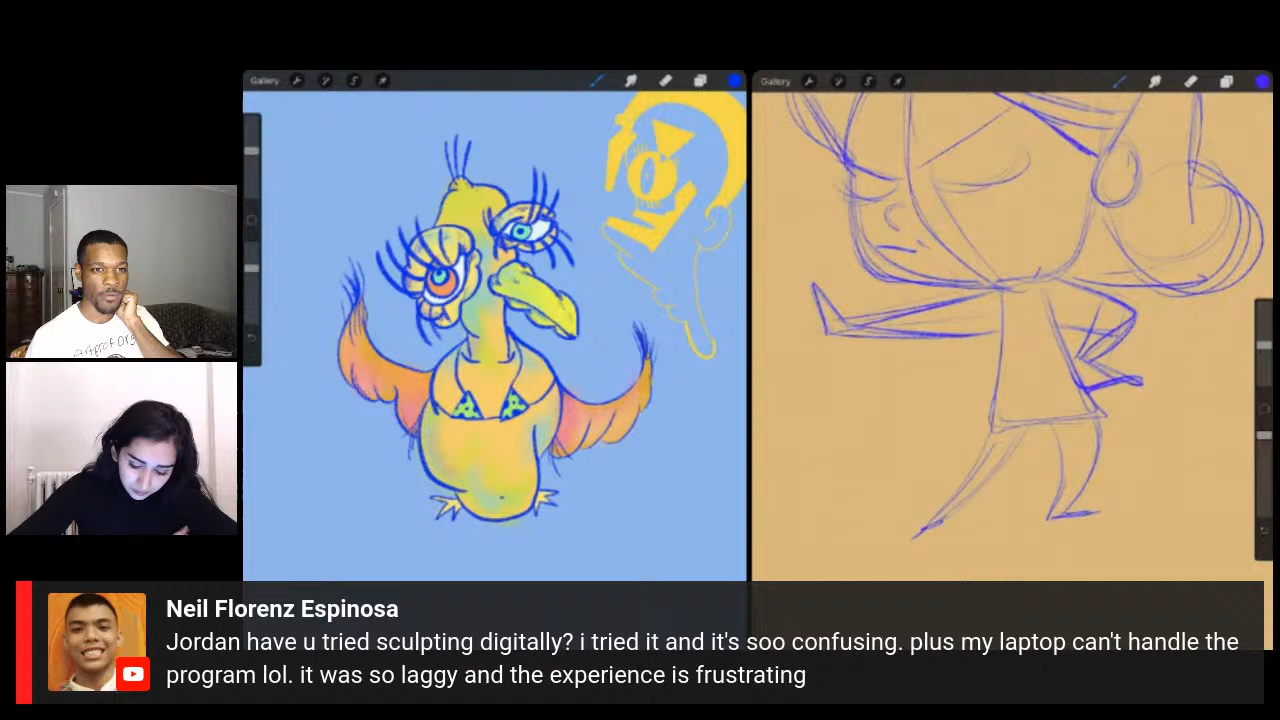 Gallery
Gallery
Neil Florenz Espinosa
Jordan have u tried sculpting digitally? i tried it and it's soo confusing. plus my laptop can't handle the
program lol. it was so laggy and the experience is frustrating